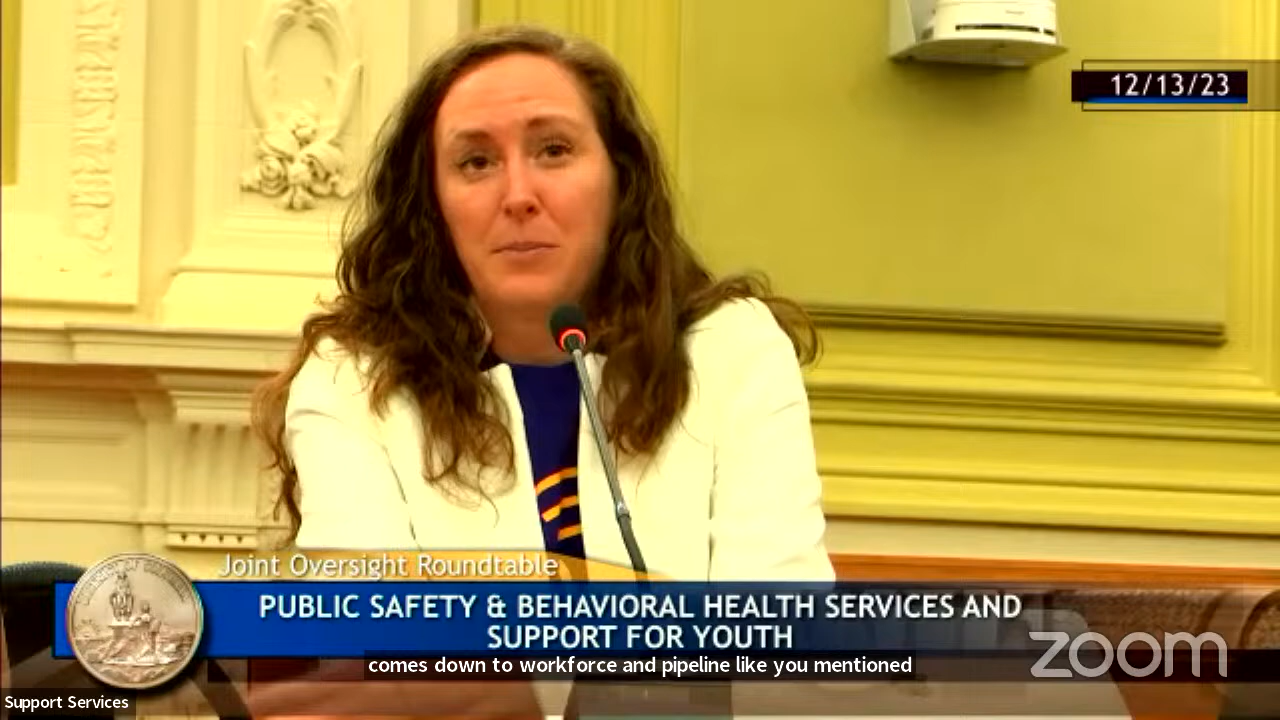 12/13/23
Joint Oversight Roundtable
PUBLIC SAFETY & BEHAVIORAL HEALTH SERVICES AND
SUPPORT FOR YOUTH
zoom
comes down to workforce and pipeline like you mentioned
Support Services